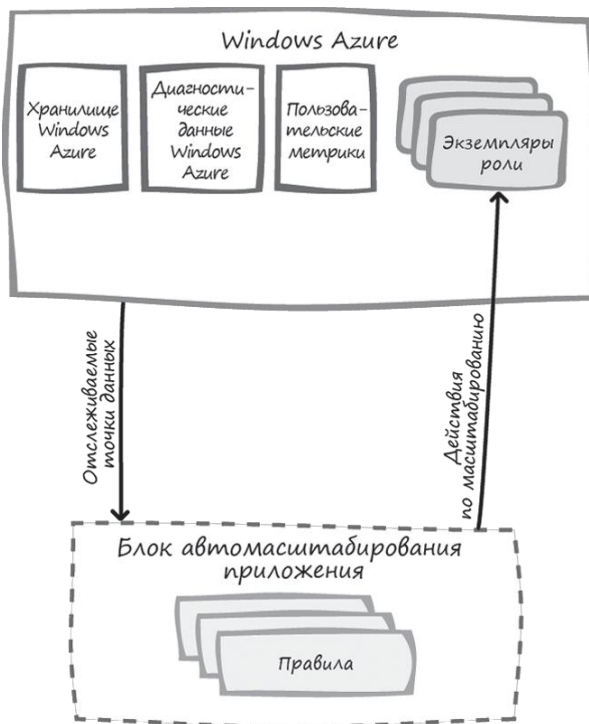 Windows Azure
Хранилище
Windows
Azure
Диагности-
ческие
данные
Windows
Azure
Пользова-
тельские
метрики
Экземпляры
роли
Отслеживаемые
точки данных
Действия
по масштабированию
Блок автомасштабирования
приложения
Правила